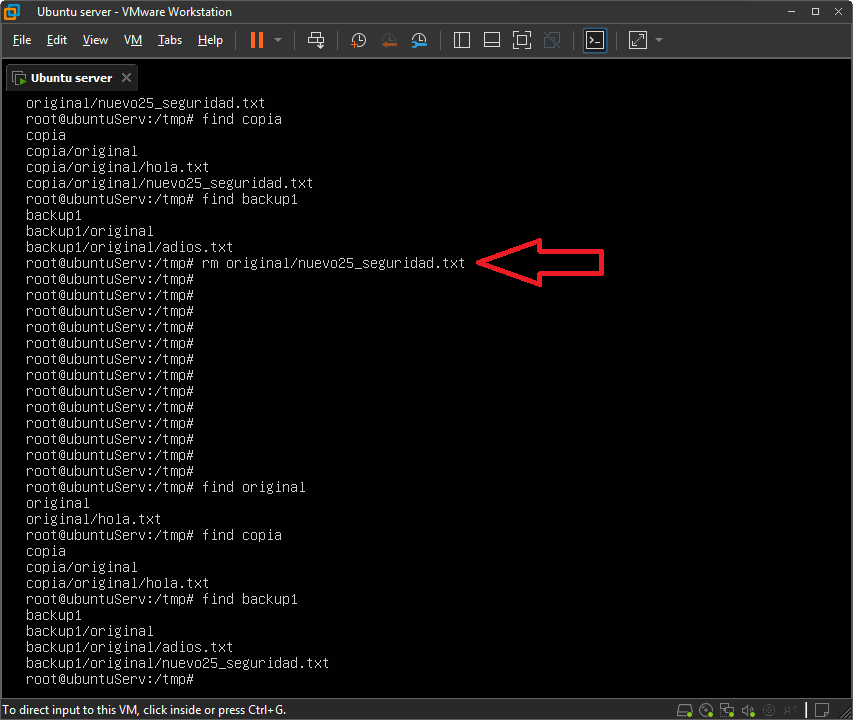 Ubuntu server - VMware Workstation
File Edit View VM Tabs Help
Ubuntu server
original/nuevo25_seguridad.txt
root@ubuntuServ:/tmp# find copia
copia
copia/original
copia/original/hola.txt
copia/original/nuevo25_seguridad.txt
root@ubuntuServ:/tmp# find backup1
backup1
backup1/original
backup1/original/adios.txt
root@ubuntuServ:/tmp# rm original/nuevo25_seguridad.txt
root@ubuntuServ:/tmp#
root@ubuntuServ:/tmp#
root@ubuntuServ:/tmp#
root@ubuntuServ:/tmp#
root@ubuntuServ:/tmp#
root@ubuntuServ:/tmp#
root@ubuntuServ:/tmp#
root@ubuntuServ:/tmp#
root@ubuntuServ:/tmp#
root@ubuntuServ:/tmp#
root@ubuntuServ:/tmp#
root@ubuntuServ:/tmp#
root@ubuntuServ:/tmp#
root@ubuntuServ:/tmp# find original
original
original/hola.txt
root@ubuntuServ:/tmp# find copia
copia
copia/original
copia/original/hola.txt
root@ubuntuServ:/tmp# find backup1
backup1
backup1/original
backup1/original/adios.txt
backup1/original/nuevo25_seguridad.txt
root@ubuntuServ:/tmp#
To direct input to this VM, click inside or press Ctrl+G.